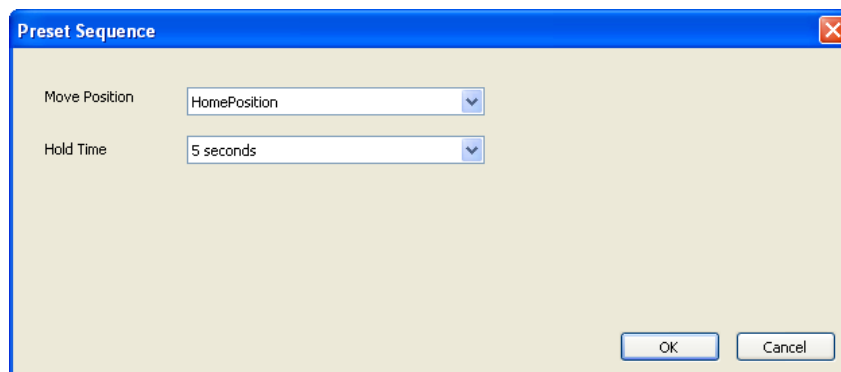 Preset Sequence
Move Position HomePosition
Hold Time 5 seconds
OK Cancel